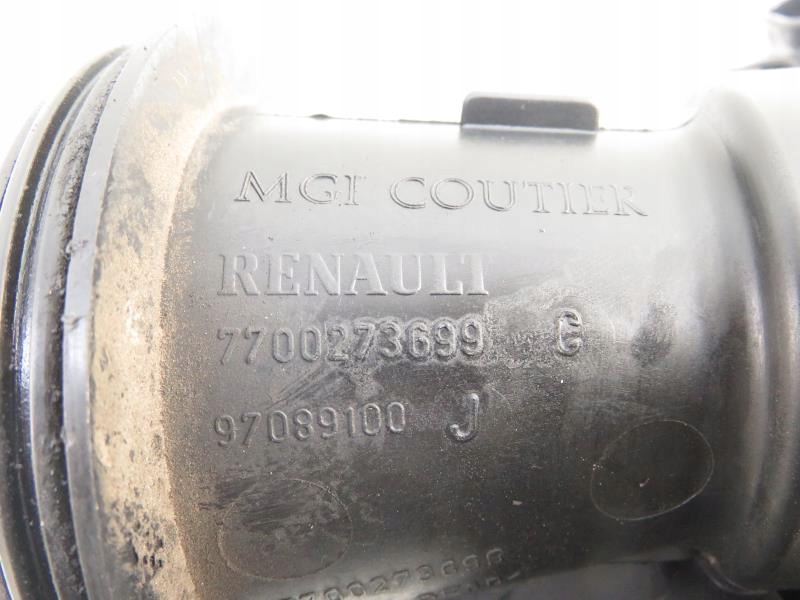 MGI COUTIER
RENAULT
7700273699 C
97089100 J